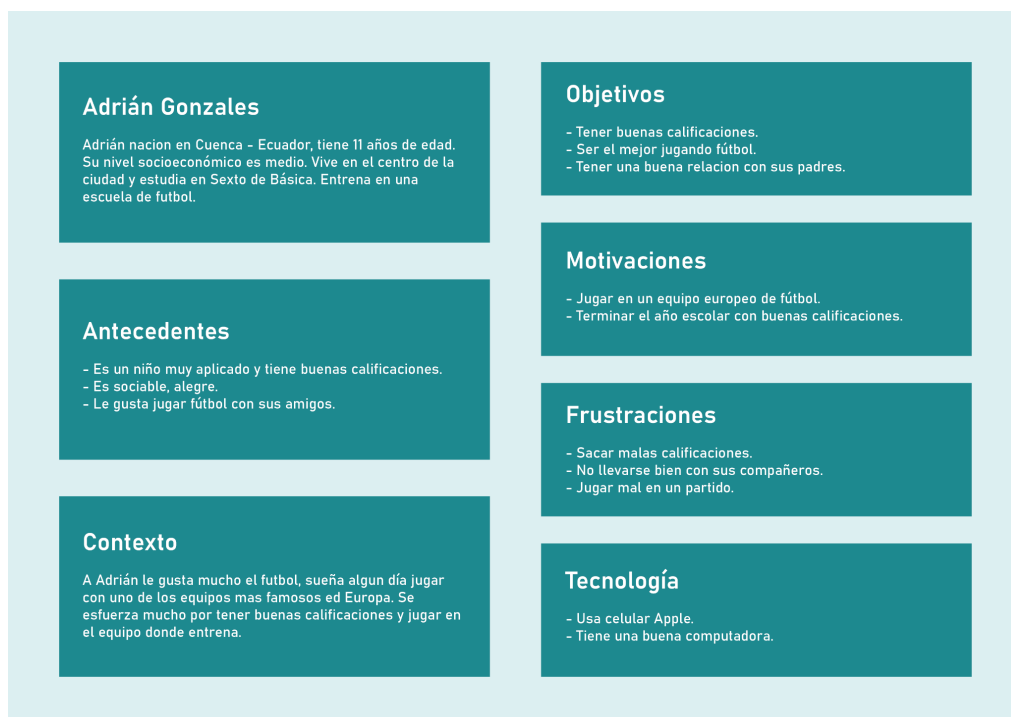 Adrián Gonzales
Adrián nacion en Cuenca - Ecuador, tiene 11 años de edad.
Su nivel socioeconómico es medio. Vive en el centro de la
ciudad y estudia en Sexto de Básica. Entrena en una
escuela de futbol.
Antecedentes
- Es un niño muy aplicado y tiene buenas calificaciones.
- Es sociable, alegre.
- Le gusta jugar fútbol con sus amigos.
Contexto
A Adrián le gusta mucho el futbol, sueña algun día jugar
con uno de los equipos mas famosos ed Europa. Se
esfuerza mucho por tener buenas calificaciones y jugar en
el equipo donde entrena.
Objetivos
- Tener buenas calificaciones.
- Ser el mejor jugando fútbol.
- Tener una buena relacion con sus padres.
Motivaciones
- Jugar en un equipo europeo de fútbol.
- Terminar el año escolar con buenas calificaciones.
Frustraciones
- Sacar malas calificaciones.
- No llevarse bien con sus compañeros.
- Jugar mal en un partido.
Tecnología
- Usa celular Apple.
- Tiene una buena computadora.